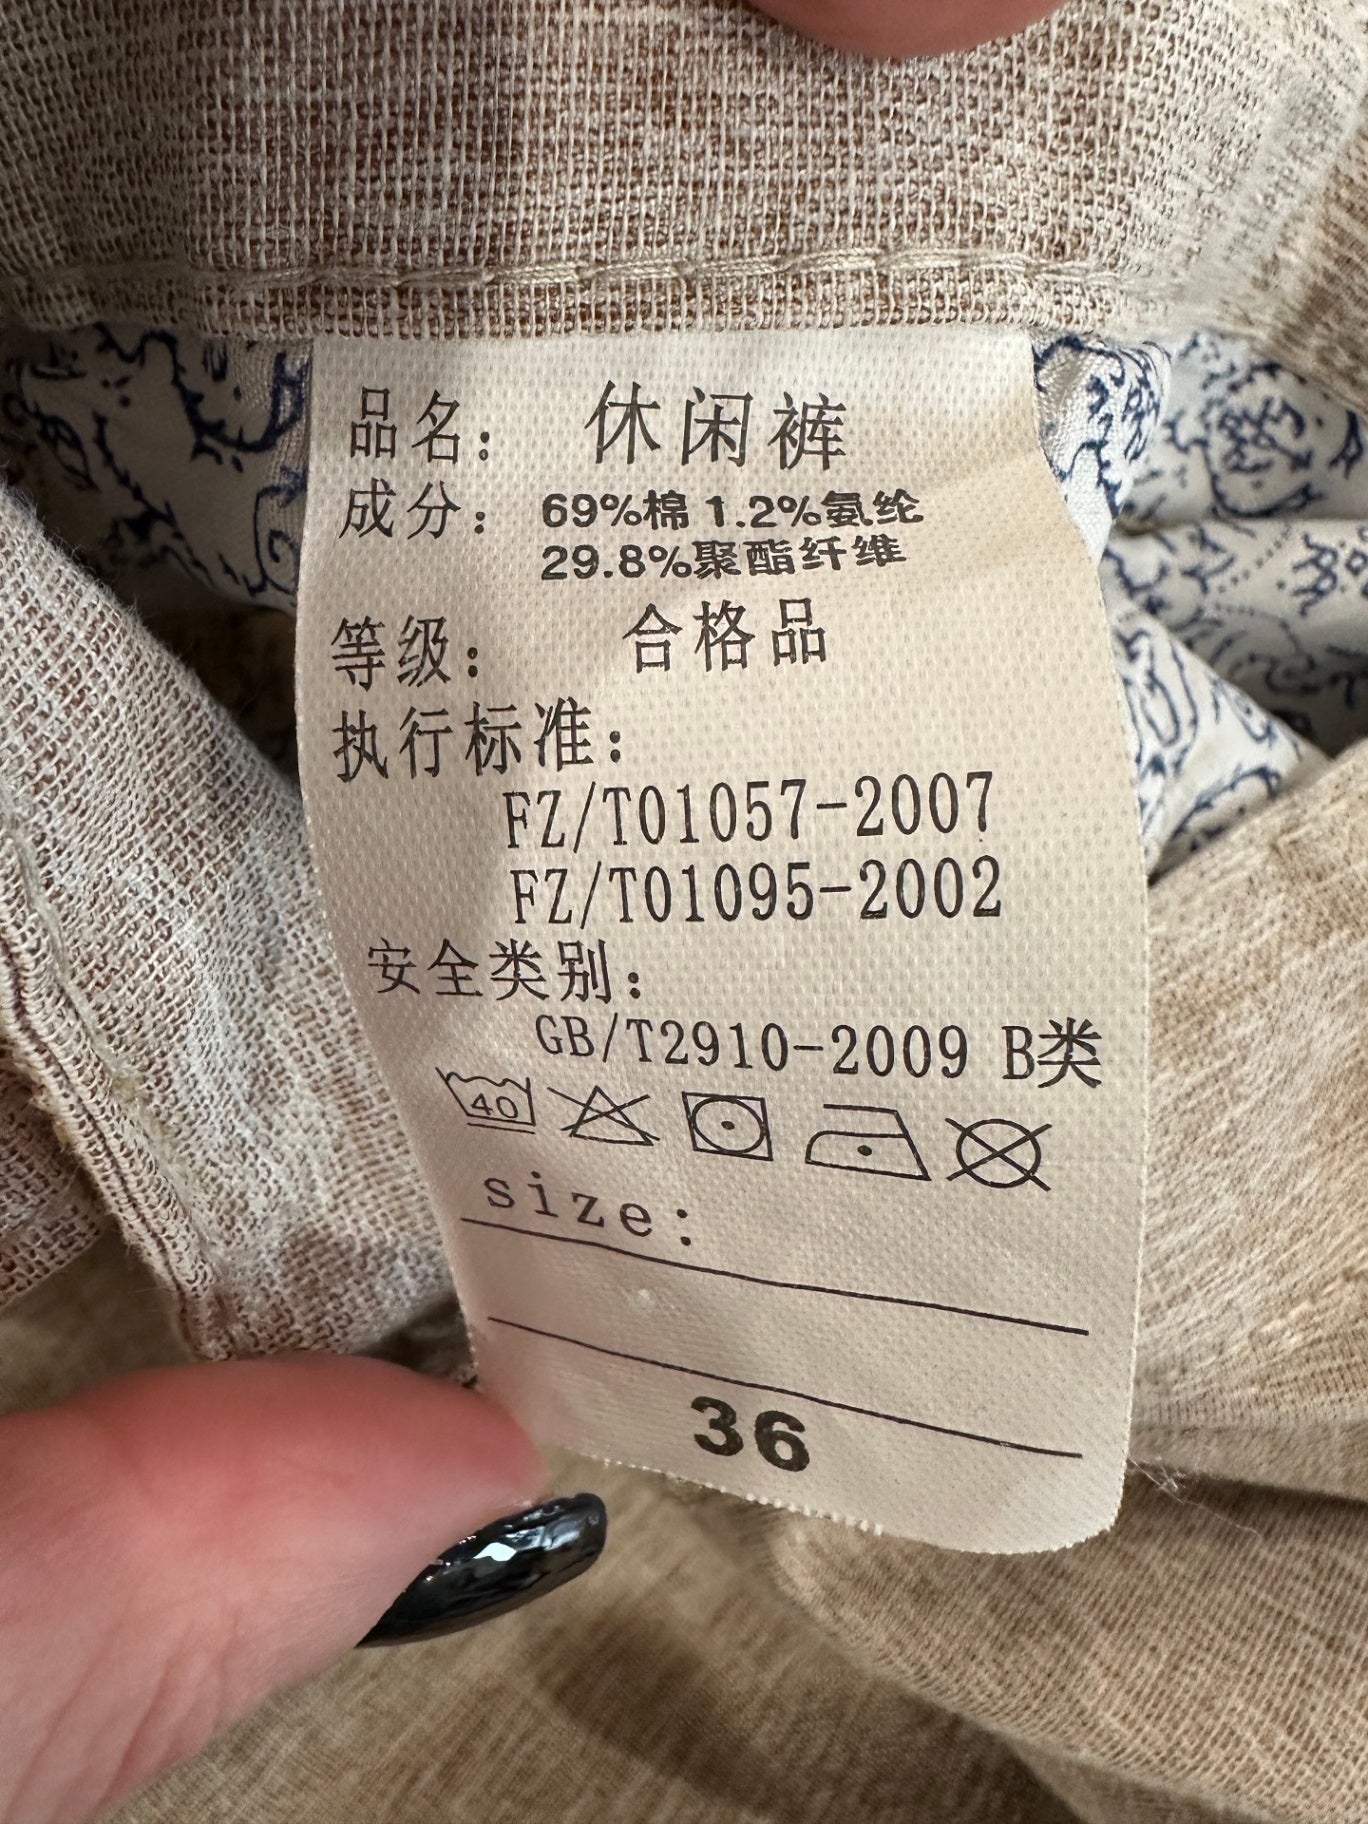 品名： 休闲裤
成分： 69%棉 1.2%氨纶
29.8%聚酯纤维
等级： 合格品
执行标准：
FZ/T01057-2007
FZ/T01095-2002
安全类别：
GB/T2910-2009 B类
40
size:
36